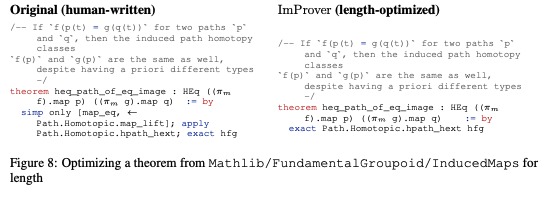 Original (human-written)
/-- If `f(p(t) = g(q(t))` for two paths `p`
and `q`, then the induced path homotopy
classes
`f(p)` and `g(p)` are the same as well,
despite having a priori different types
-/
theorem heq_path_of_eq_image : HEq ((πₘ
f).map p) ((πₘ g).map q) := by
simp only [map_eq, ←
Path.Homotopic.map_lift]; apply
Path.Homotopic.hpath_hext; exact hfg
ImProver (length-optimized)
/-- If `f(p(t) = g(q(t))` for two paths `p`
and `q`, then the induced path homotopy
classes
`f(p)` and `g(p)` are the same as well,
despite having a priori different types
-/
theorem heq_path_of_eq_image : HEq ((πₘ
f).map p) ((πₘ g).map q) := by
exact Path.Homotopic.hpath_hext hfg
Figure 8: Optimizing a theorem from Mathlib/FundamentalGroupoid/InducedMaps for
length